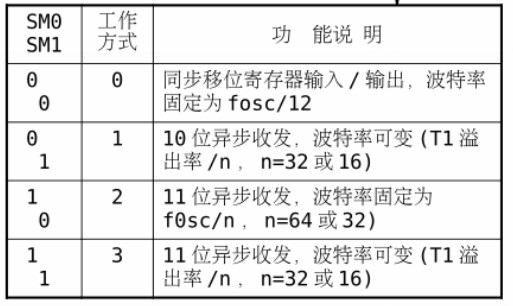 SM0 工作 功 能说 明
SM1 方式
0 0 同步移位寄存器输入 / 输出，波特率
0 固定为 fosc/12
0 1 10 位异步收发，波特率可变 (T1 溢
1 出率 /n ，n=32 或 16)
1 2 11 位异步收发，波特率固定为
0 f0sc/n ，n=64 或 32)
1 3 11 位异步收发，波特率可变 (T1 溢
1 出率 /n ，n=32 或 16)